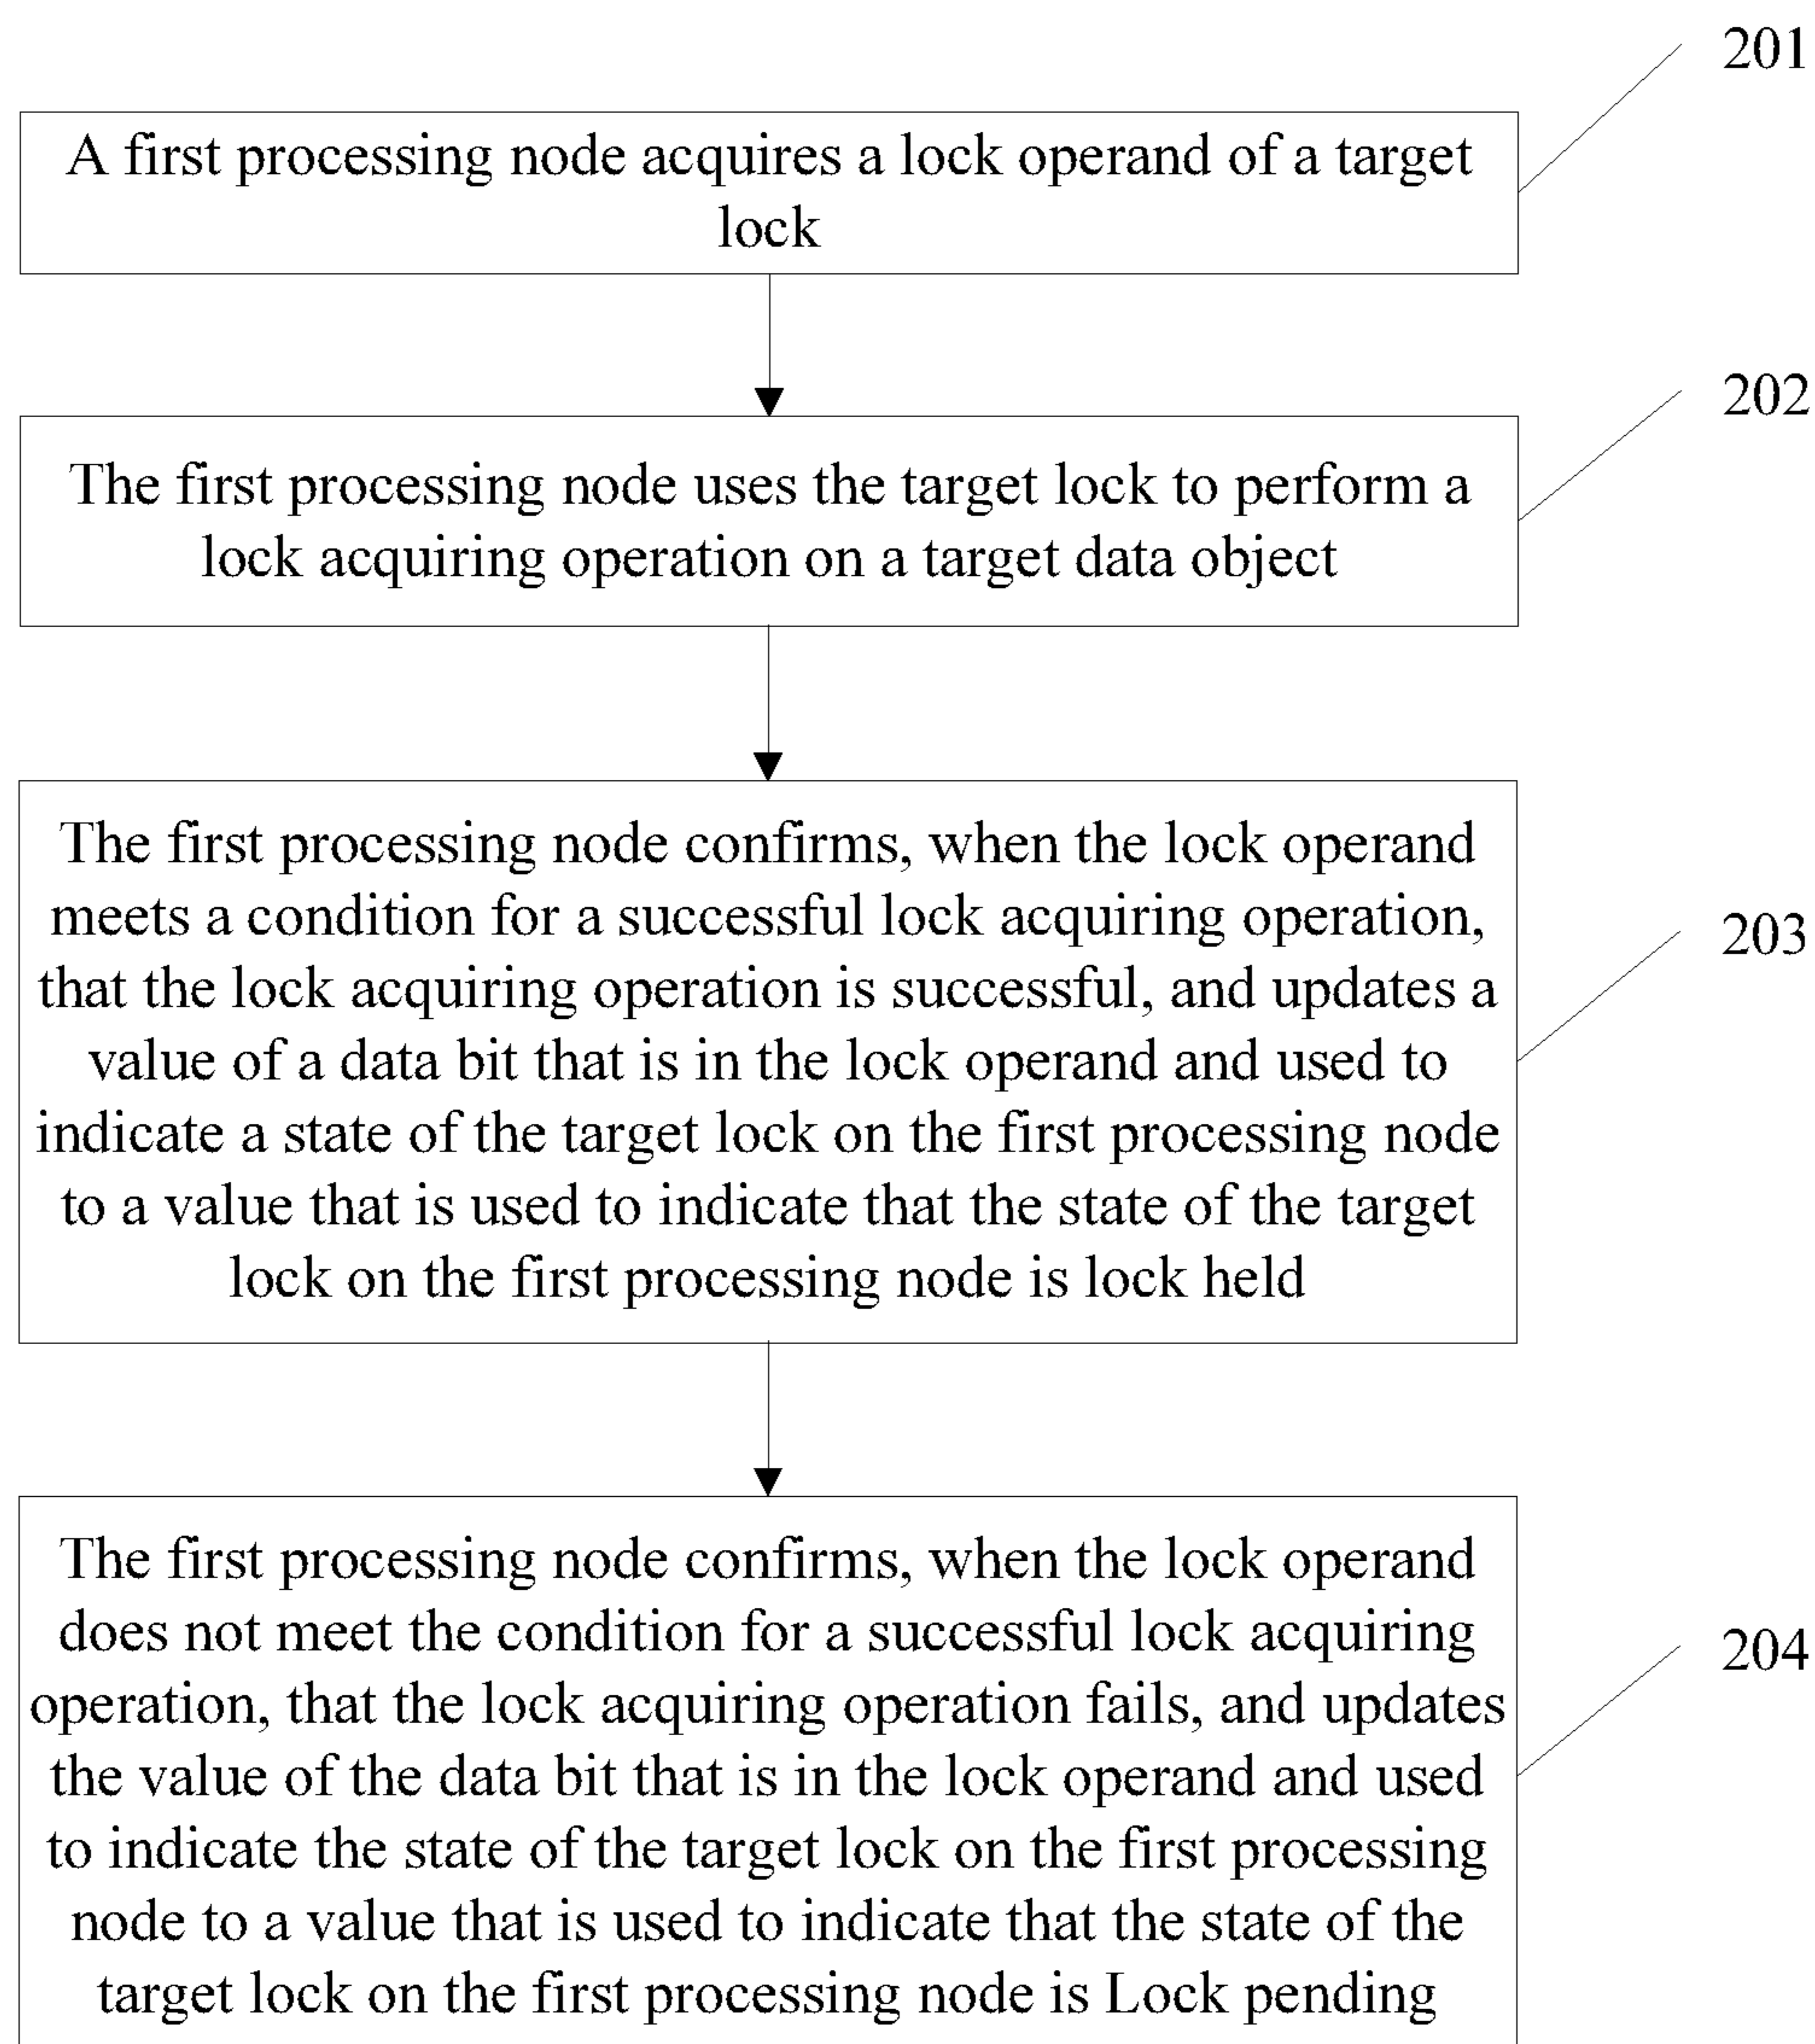 201
A first processing node acquires a lock operand of a target
lock
202
The first processing node uses the target lock to perform a
lock acquiring operation on a target data object
The first processing node confirms, when the lock operand
meets a condition for a successful lock acquiring operation,
that the lock acquiring operation is successful, and updates a
value of a data bit that is in the lock operand and used to
indicate a state of the target lock on the first processing node
to a value that is used to indicate that the state of the target
lock on the first processing node is lock held
203
The first processing node confirms, when the lock operand
does not meet the condition for a successful lock acquiring
operation, that the lock acquiring operation fails, and updates
the value of the data bit that is in the lock operand and used
to indicate the state of the target lock on the first processing
node to a value that is used to indicate that the state of the
target lock on the first processing node is Lock pending
204